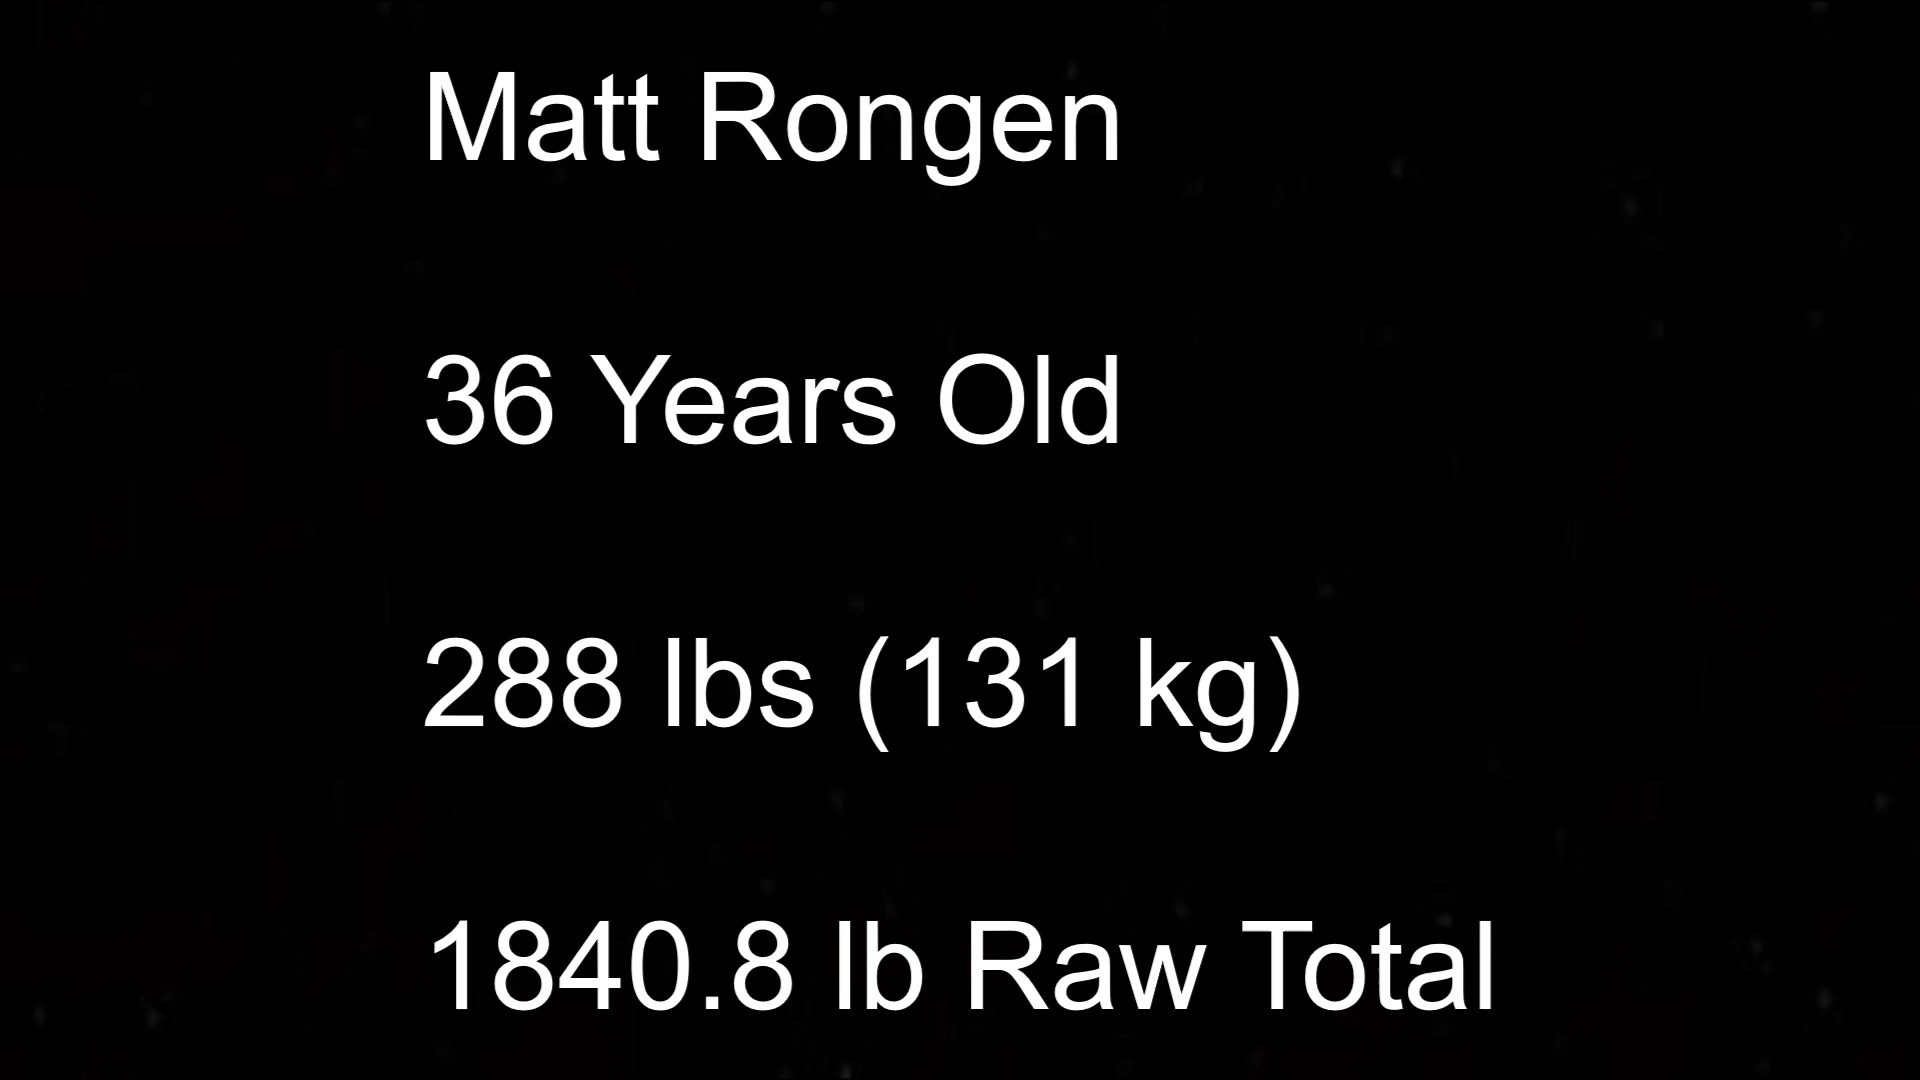 Matt Rongen
36 Years Old
288 lbs (131 kg)
1840.8 lb Raw Total